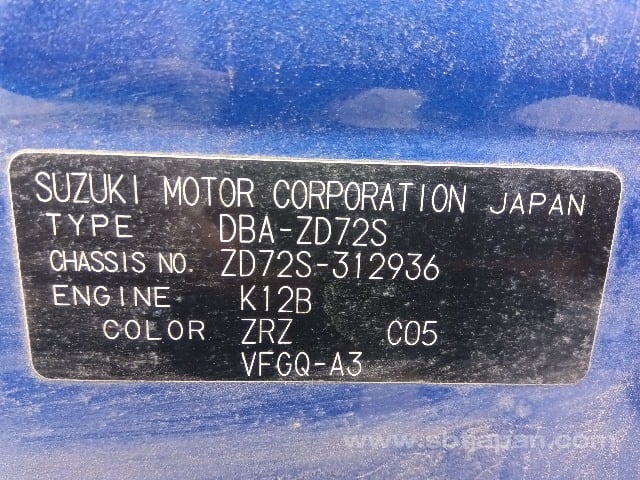 SUZUKI MOTOR CORPORATION JAPAN
TYPE DBA-ZD72S
CHASSIS NO. ZD72S-312936
ENGINE K12B
COLOR ZRZ C05
VFGQ-A3
www.sbtjapan.com